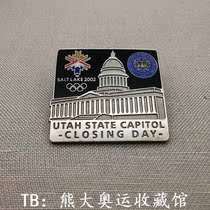 SALT LAKE 2002
UTAH STATE CAPITOL
-CLOSING DAY-
TB：熊大奥运收藏馆